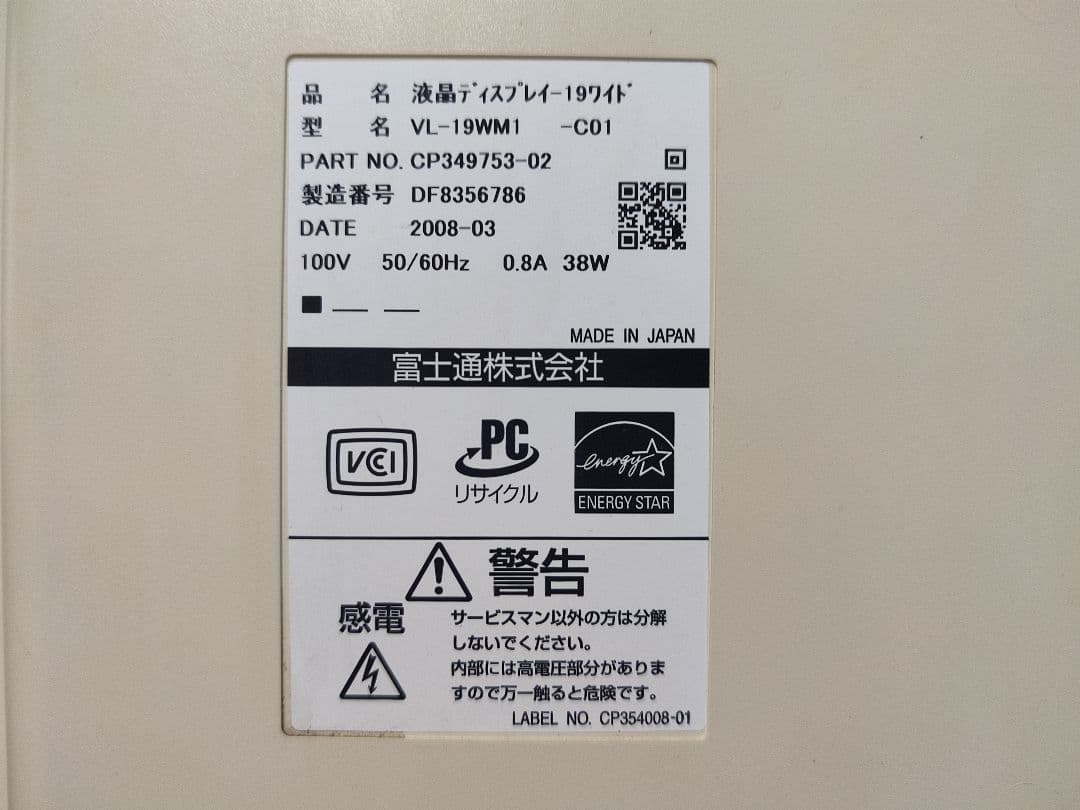 品 名 液晶ディスプレイ-19ワイド
型 名 VL-19WM1 -C01
PART NO. CP349753-02
製造番号 DF8356786
DATE 2008-03
100V 50/60Hz 0.8A 38W
MADE IN JAPAN
富士通株式会社
VCI
PC
リサイクル
energy
ENERGY STAR
警告
感電
サービスマン以外の方は分解
しないでください。
内部には高電圧部分がありま
すので万一触ると危険です。
LABEL NO. CP354008-01